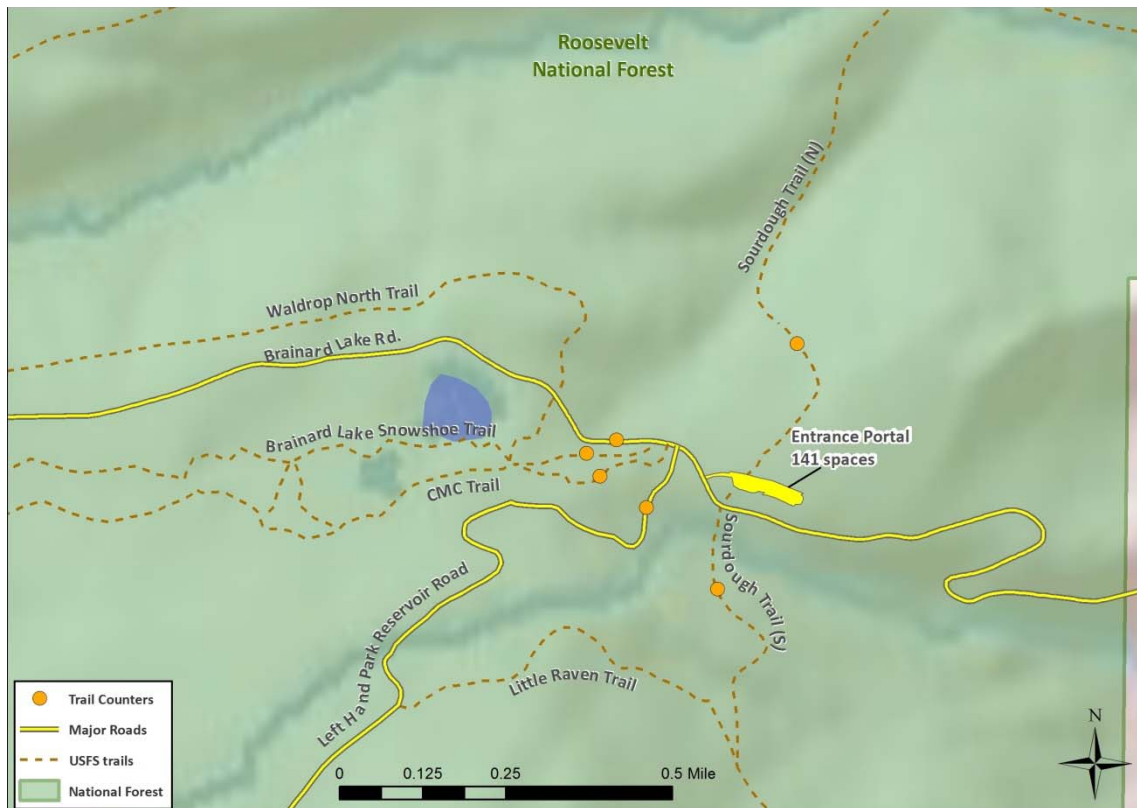 Roosevelt
National Forest
Sourdough Trail (N)
Waldrop North Trail
Brainard Lake Rd.
Brainard Lake Snowshoe Trail
Entrance Portal
141 spaces
CMC Trail
Sourdough Trail (S)
Left Hand Park Reservoir Road
Little Raven Trail
Trail Counters
Major Roads
USFS trails
National Forest
0 0.125 0.25 0.5 Mile
N